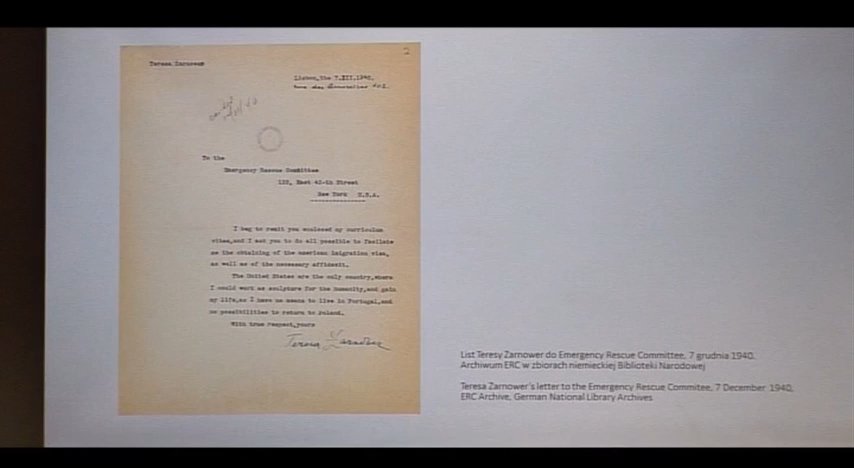 2
Teresa Zarnower
Lisbon, the 7.XII.1940.
To the
Emergency Rescue Committee
122, East 42-th Street
New York U.S.A.
I beg to remit you enclosed my curriculum
vitae,and I ask you to do all possible to faciliate
me the obtaining of the american imigration visa,
as well as of the necessary affidavit.
The United States are the only country,where
I could work as sculpture for the humanity,and gain
my life,as I have no means to live in Portugal,and
no possibilities to return to Poland.
With true respect,yours
Teresa Żarnower
List Teresy Żarnower do Emergency Rescue Committee, 7 grudnia 1940.
Archiwum ERC w zbiorach niemieckiej Biblioteki Narodowej
Teresa Żarnower's letter to the Emergency Rescue Commitee, 7 December 1940,
ERC Archive, German National Library Archives